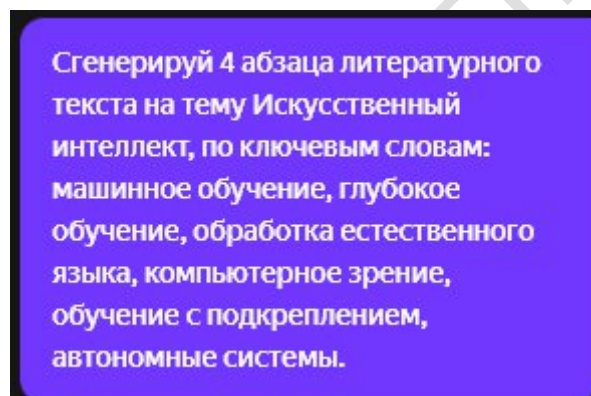 Сгенерируй 4 абзаца литературного
текста на тему Искусственный
интеллект, по ключевым словам:
машинное обучение, глубокое
обучение, обработка естественного
языка, компьютерное зрение,
обучение с подкреплением,
автономные системы.